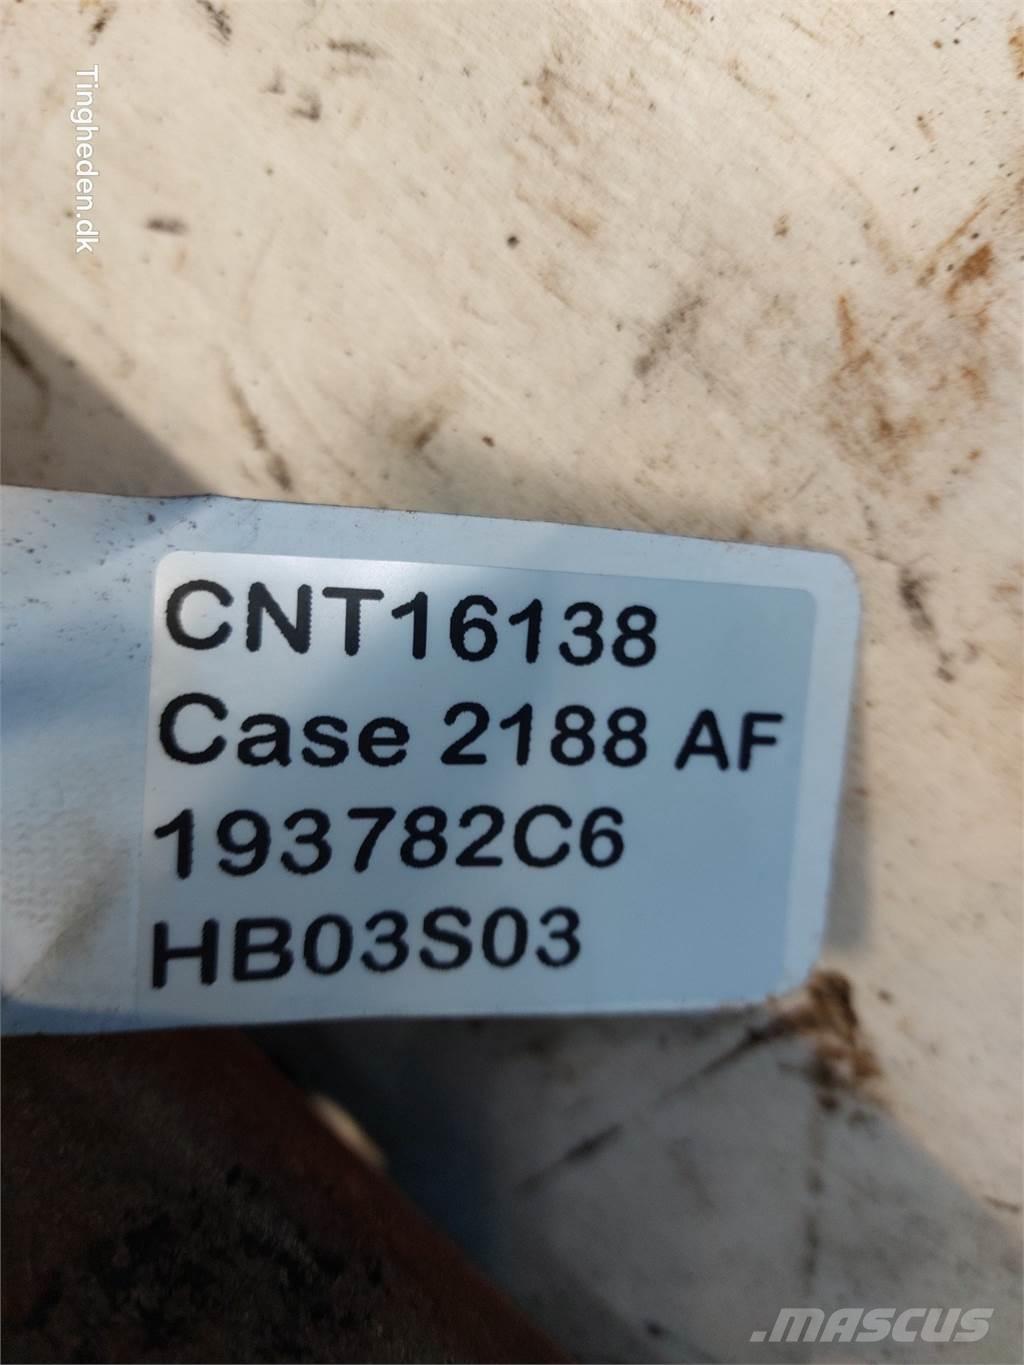 Tingheden.dk
CNT16138
Case 2188 AF
193782C6
HB03S03
.MASCUS